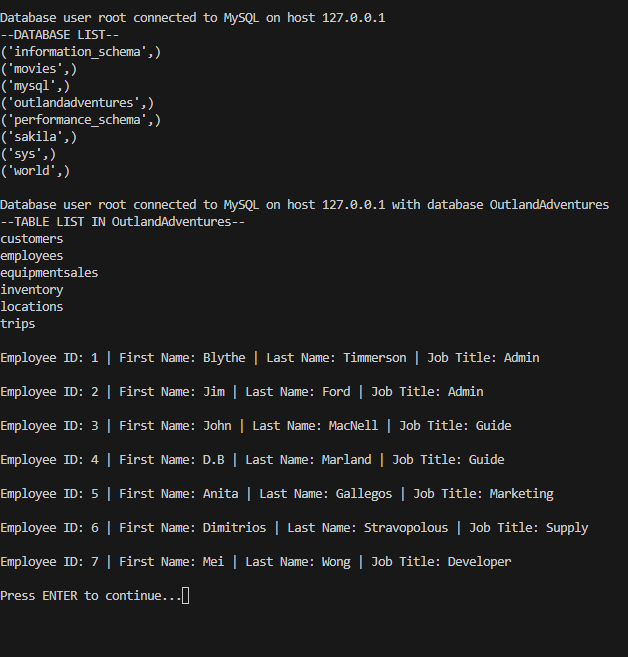 Database user root connected to MySQL on host 127.0.0.1
--DATABASE LIST--
('information_schema',)
('movies',)
('mysql',)
('outlandadventures',)
('performance_schema',)
('sakila',)
('sys',)
('world',)
Database user root connected to MySQL on host 127.0.0.1 with database OutlandAdventures
--TABLE LIST IN OutlandAdventures--
customers
employees
equipmentsales
inventory
locations
trips
Employee ID: 1 | First Name: Blythe | Last Name: Timmerson | Job Title: Admin
Employee ID: 2 | First Name: Jim | Last Name: Ford | Job Title: Admin
Employee ID: 3 | First Name: John | Last Name: MacNell | Job Title: Guide
Employee ID: 4 | First Name: D.B | Last Name: Marland | Job Title: Guide
Employee ID: 5 | First Name: Anita | Last Name: Gallegos | Job Title: Marketing
Employee ID: 6 | First Name: Dimitrios | Last Name: Stravopolous | Job Title: Supply
Employee ID: 7 | First Name: Mei | Last Name: Wong | Job Title: Developer
Press ENTER to continue...